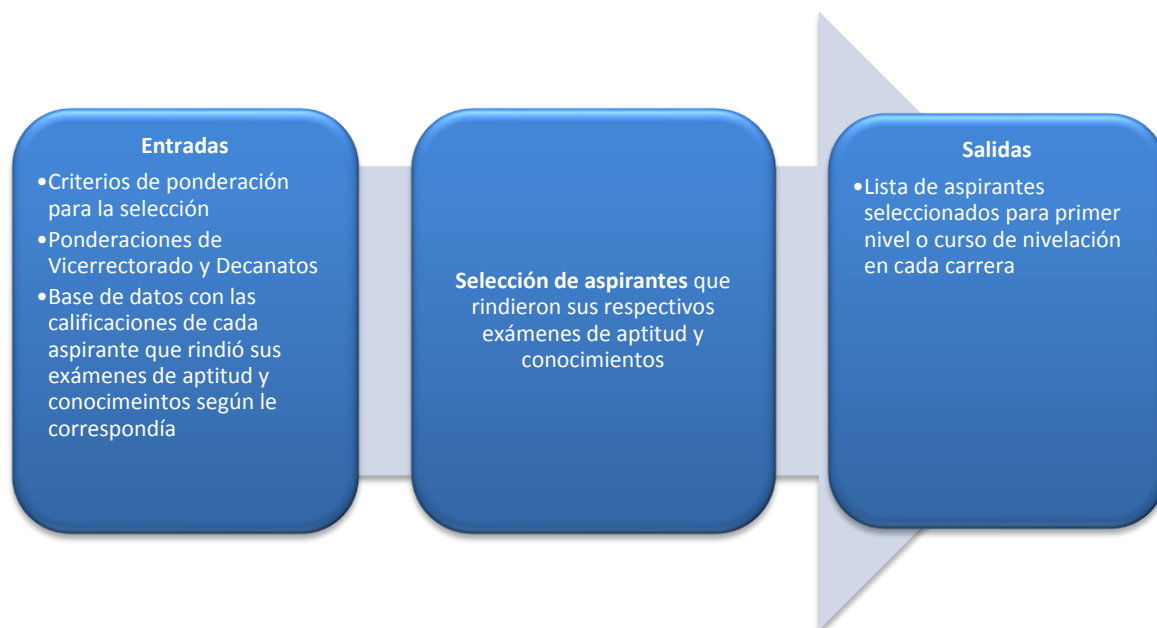 Entradas
•Criterios de ponderación
para la selección
•Ponderaciones de
Vicerrectorado y Decanatos
•Base de datos con las
calificaciones de cada
aspirante que rindió sus
exámenes de aptitud y
conocimeintos según le
correspondía
Selección de aspirantes que
rindieron sus respectivos
exámenes de aptitud y
conocimientos
Salidas
•Lista de aspirantes
seleccionados para primer
nivel o curso de nivelación
en cada carrera